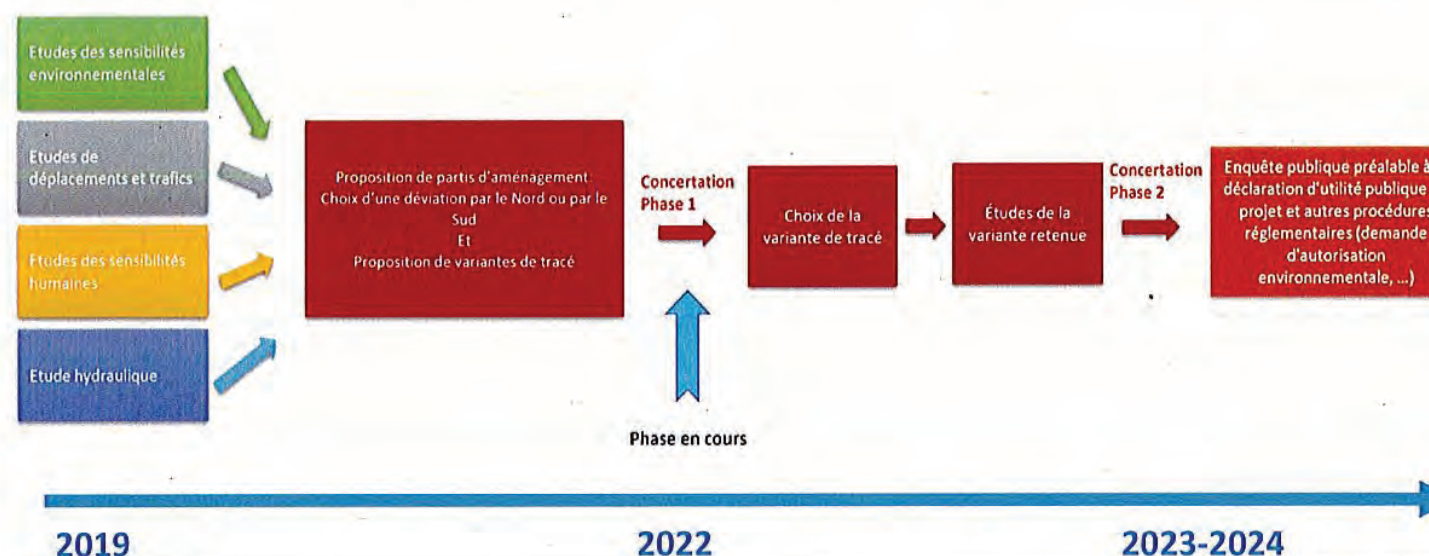 Etudes des sensibilités
environnementales
Etudes de
déplacements et trafics
Etudes des sensibilités
humaines
Etude hydraulique
Proposition de partis d'aménagement
Choix d'une déviation par le Nord ou par le
Sud
Et
Proposition de variantes de tracé
Concertation
Phase 1
Phase en cours
Choix de la
variante de tracé
Études de la
variante retenue
Concertation
Phase 2
Enquête publique préalable à
déclaration d'utilité publique
projet et autres procédures
réglementaires (demande
d'autorisation
environnementale, ...)
2019
2022
2023-2024